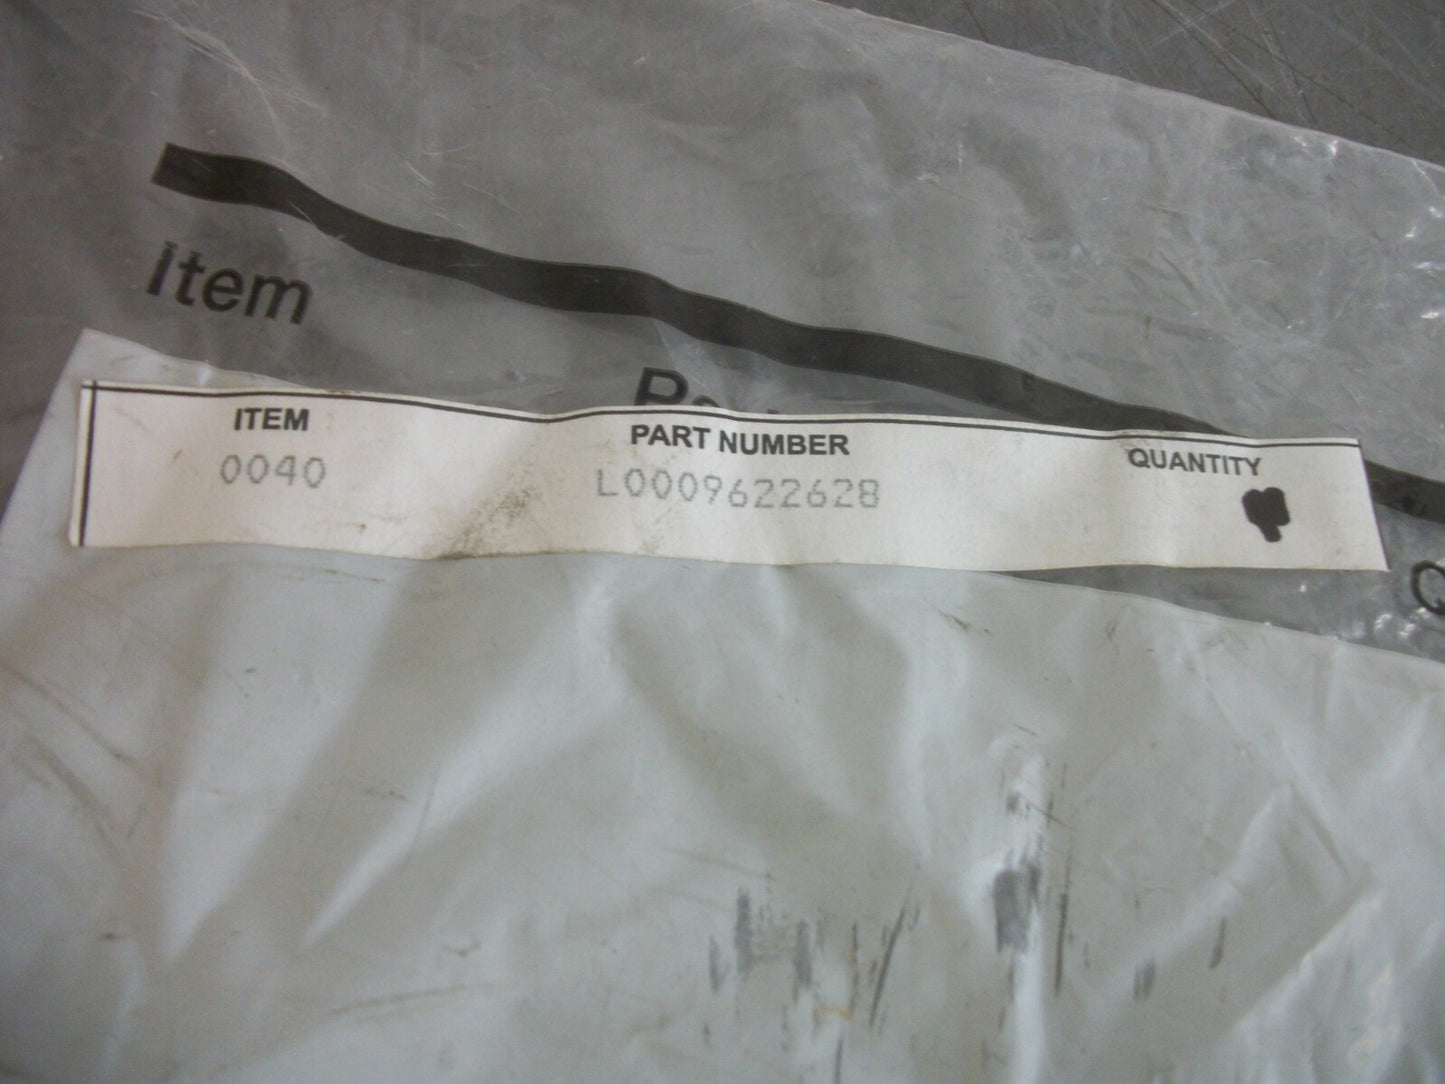 Item
ITEM PART NUMBER QUANTITY
0040 L0009622628